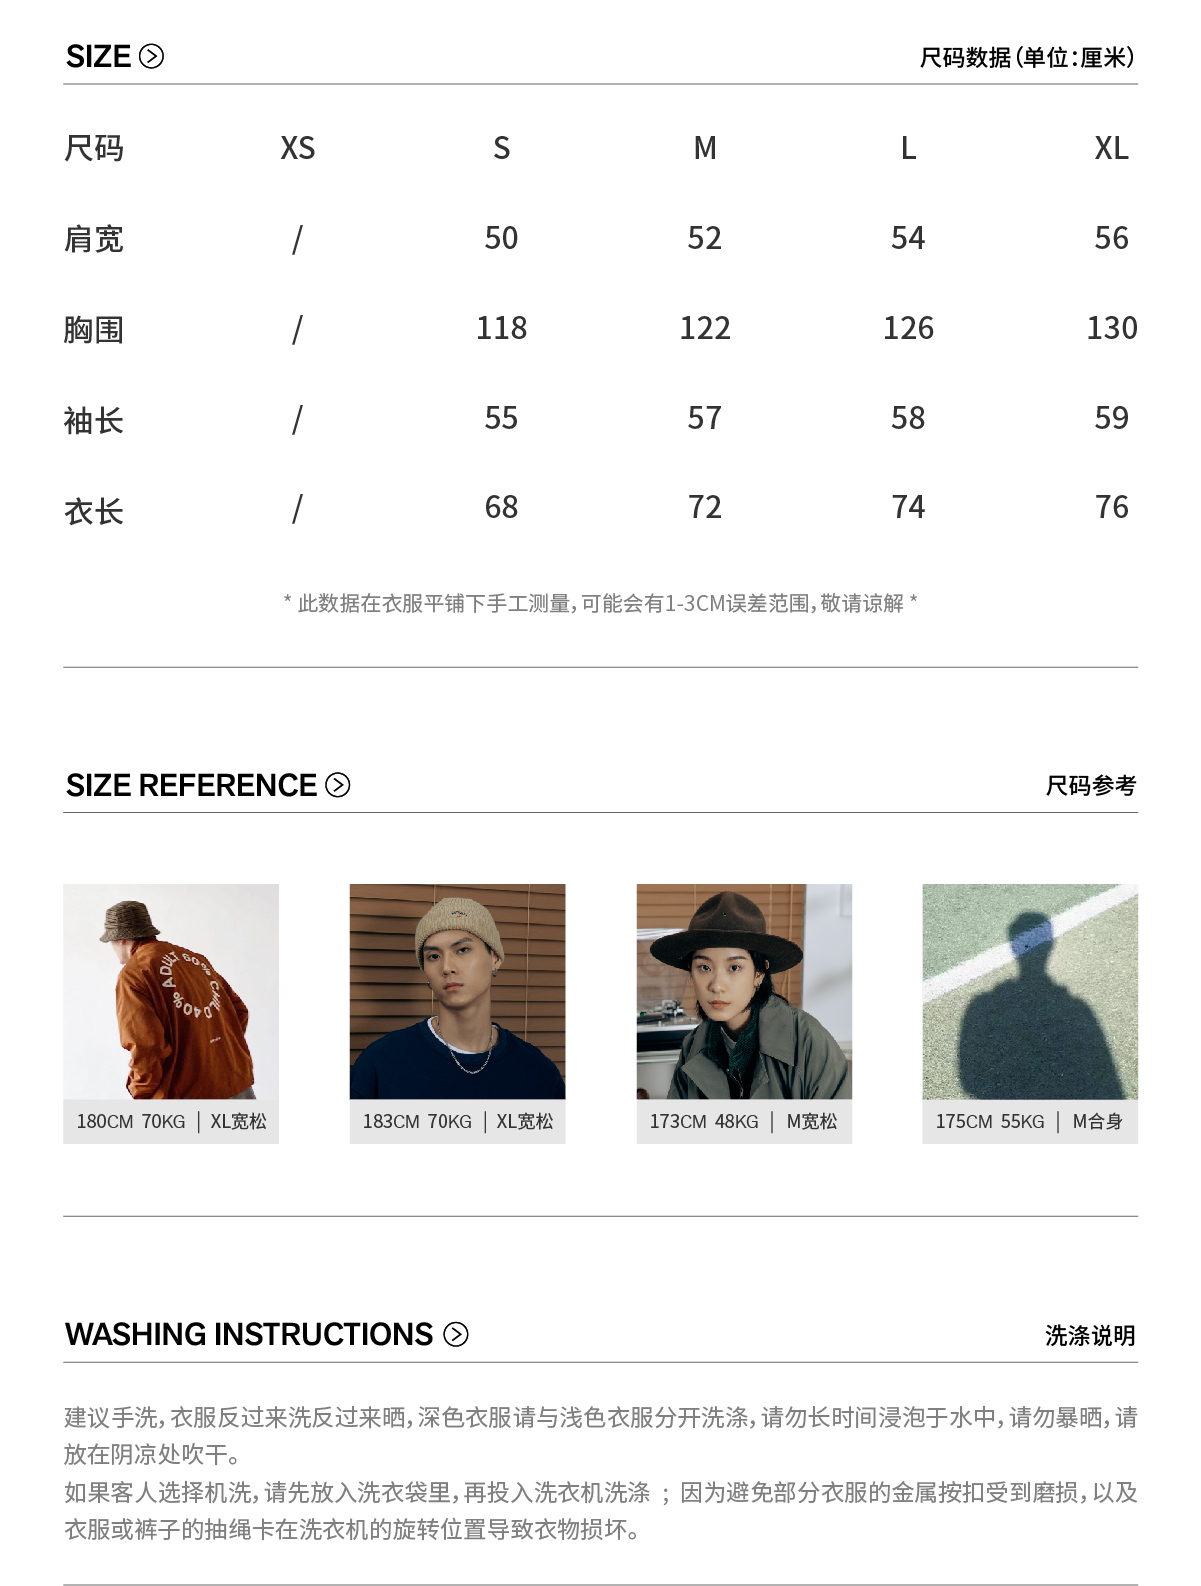 SIZE
尺码数据(单位:厘米)
尺码 XS S M L XL
肩宽 / 50 52 54 56
胸围 / 118 122 126 130
袖长 / 55 57 58 59
衣长 / 68 72 74 76
* 此数据在衣服平铺下手工测量,可能会有1-3CM误差范围,敬请谅解 *
SIZE REFERENCE
尺码参考
ADULT 60% CHILD 40%
180CM 70KG | XL宽松
183CM 70KG | XL宽松
173CM 48KG | M宽松
175CM 55KG | M合身
WASHING INSTRUCTIONS
洗涤说明
建议手洗,衣服反过来洗反过来晒,深色衣服请与浅色衣服分开洗涤,请勿长时间浸泡于水中,请勿暴晒,请
放在阴凉处吹干。
如果客人选择机洗,请先放入洗衣袋里,再投入洗衣机洗涤 ; 因为避免部分衣服的金属按扣受到磨损,以及
衣服或裤子的抽绳卡在洗衣机的旋转位置导致衣物损坏。